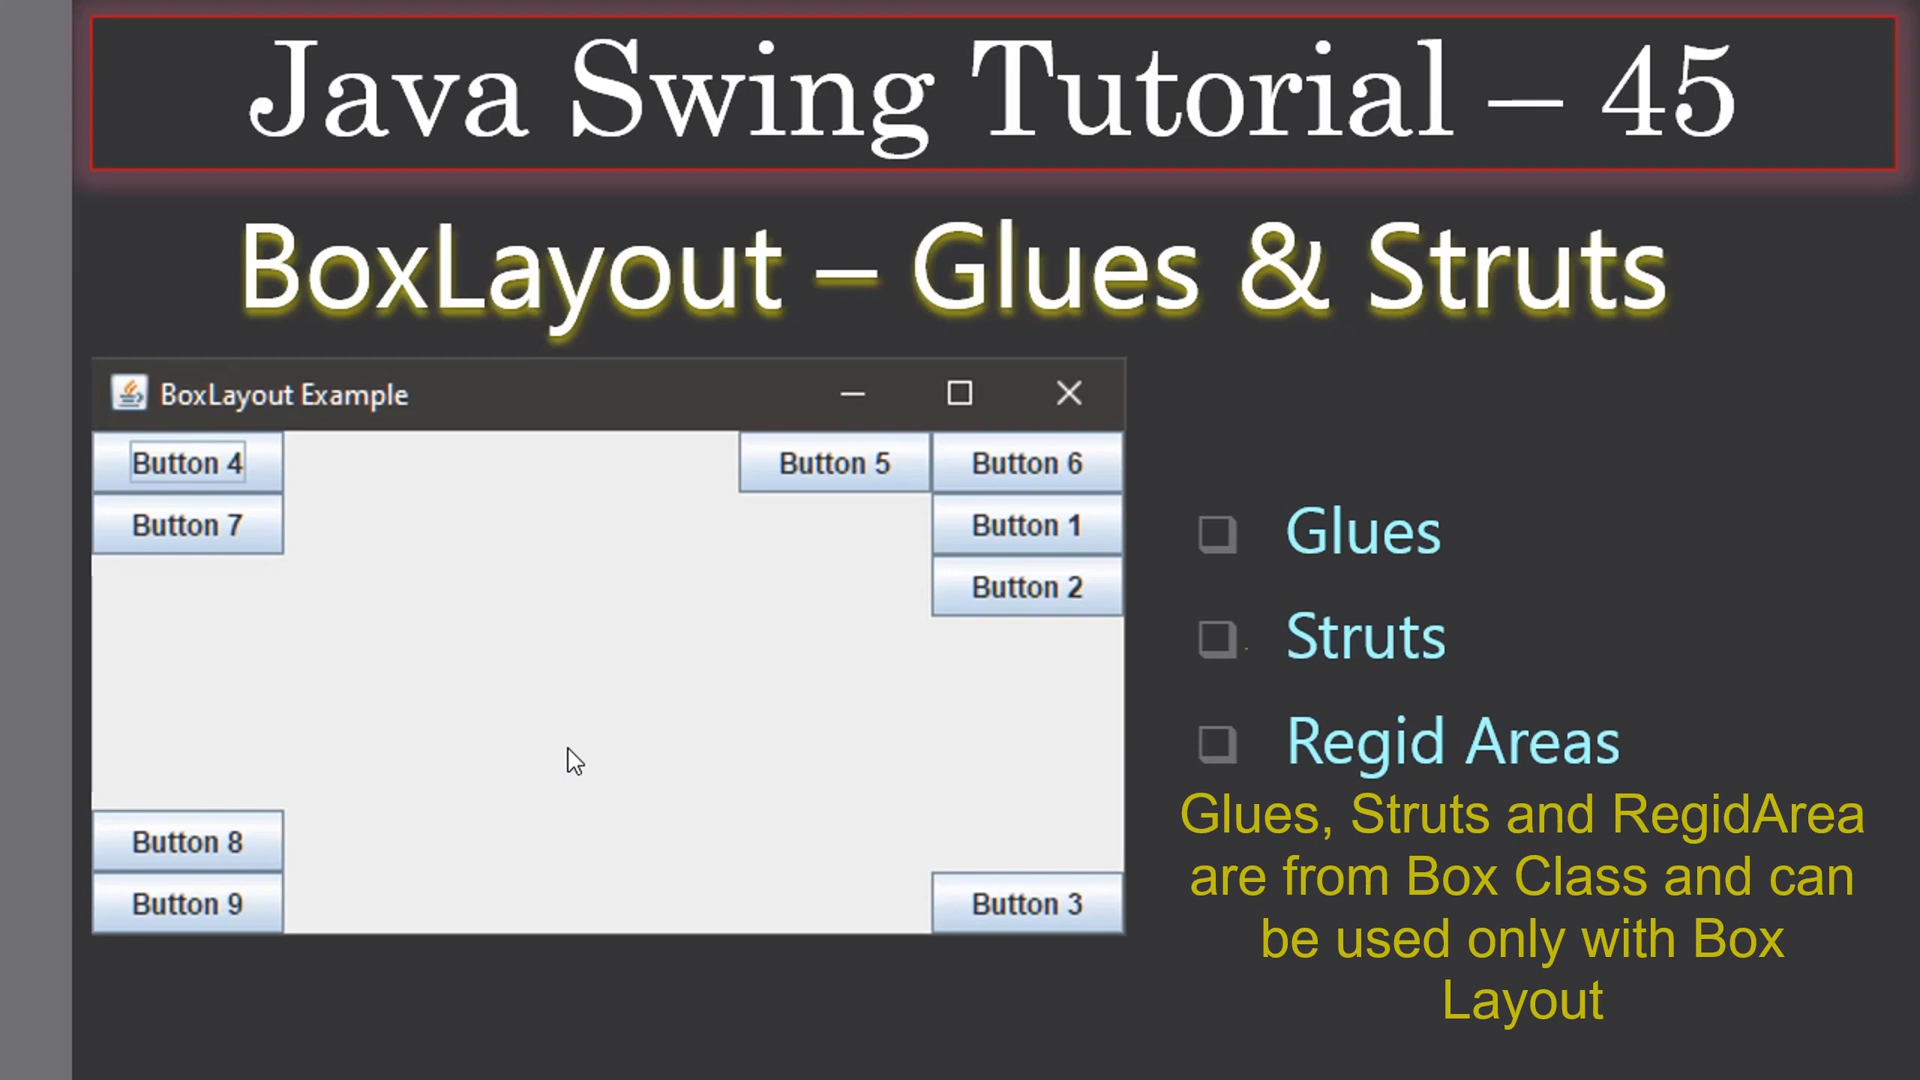 Java Swing Tutorial – 45
BoxLayout – Glues & Struts
BoxLayout Example
Button 4
Button 5
Button 6
Button 7
Button 1
Button 2
Button 8
Button 9
Button 3
Glues
Struts
Regid Areas
Glues, Struts and RegidArea
are from Box Class and can
be used only with Box
Layout